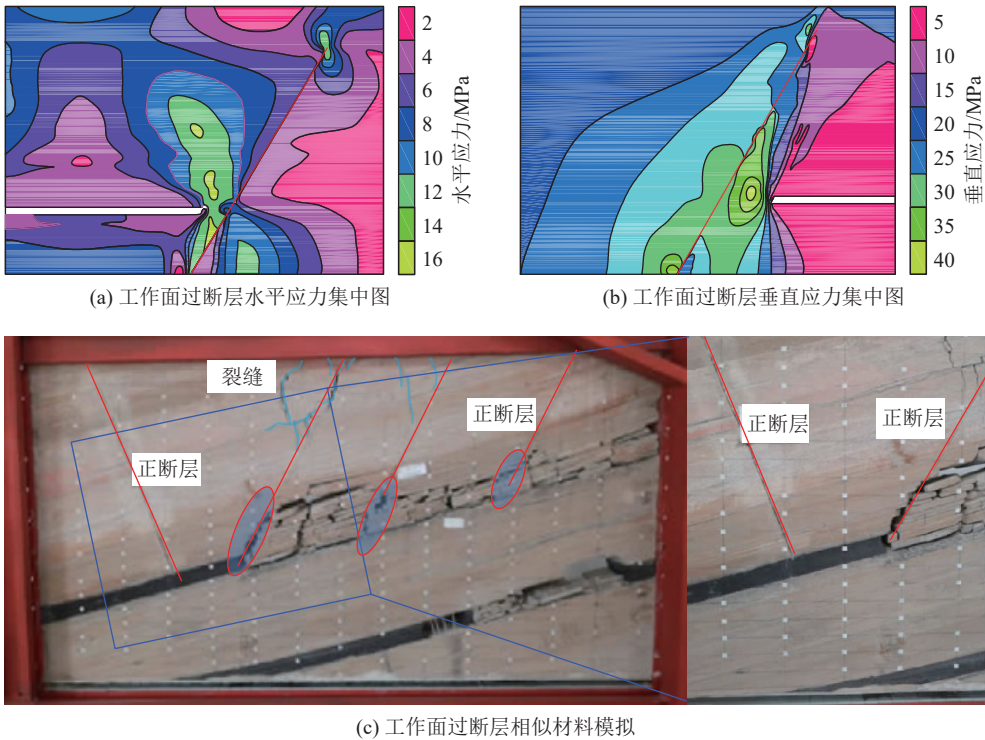 2
4
6
8
10
12
14
16
水平应力/MPa
5
10
15
20
25
30
35
40
垂直应力/MPa
(a) 工作面过断层水平应力集中图
(b) 工作面过断层垂直应力集中图
裂缝
正断层
正断层
正断层
正断层
(c) 工作面过断层相似材料模拟